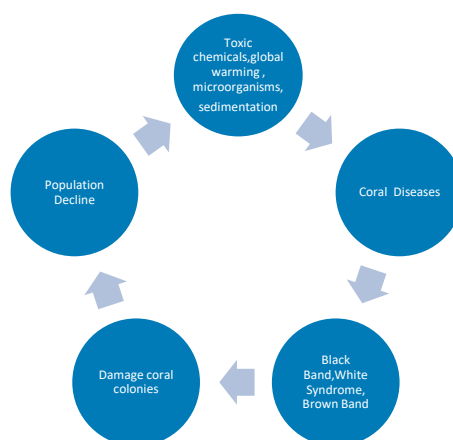 Toxic
chemicals,global
warming ,
microorganisms,
sedimentation
Coral Diseases
Black
Band,White
Syndrome,
Brown Band
Damage coral
colonies
Population
Decline